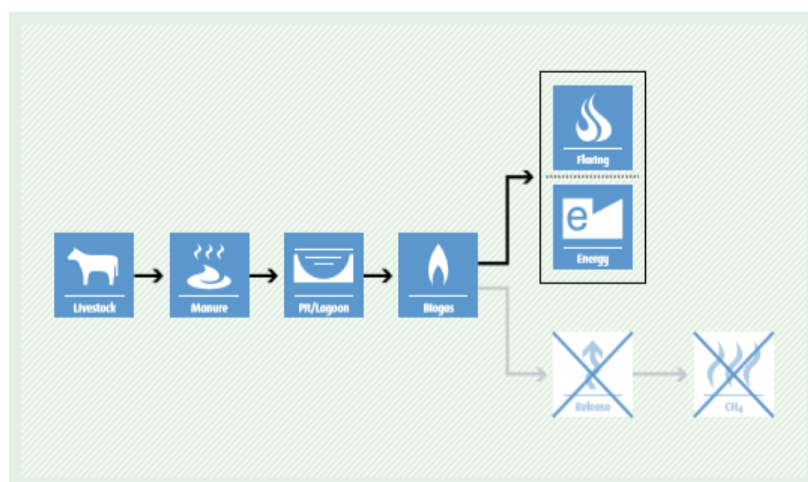 Flaring
e
Energy
Livestock
Manure
Pit/Lagoon
Biogas
Release
CH₄